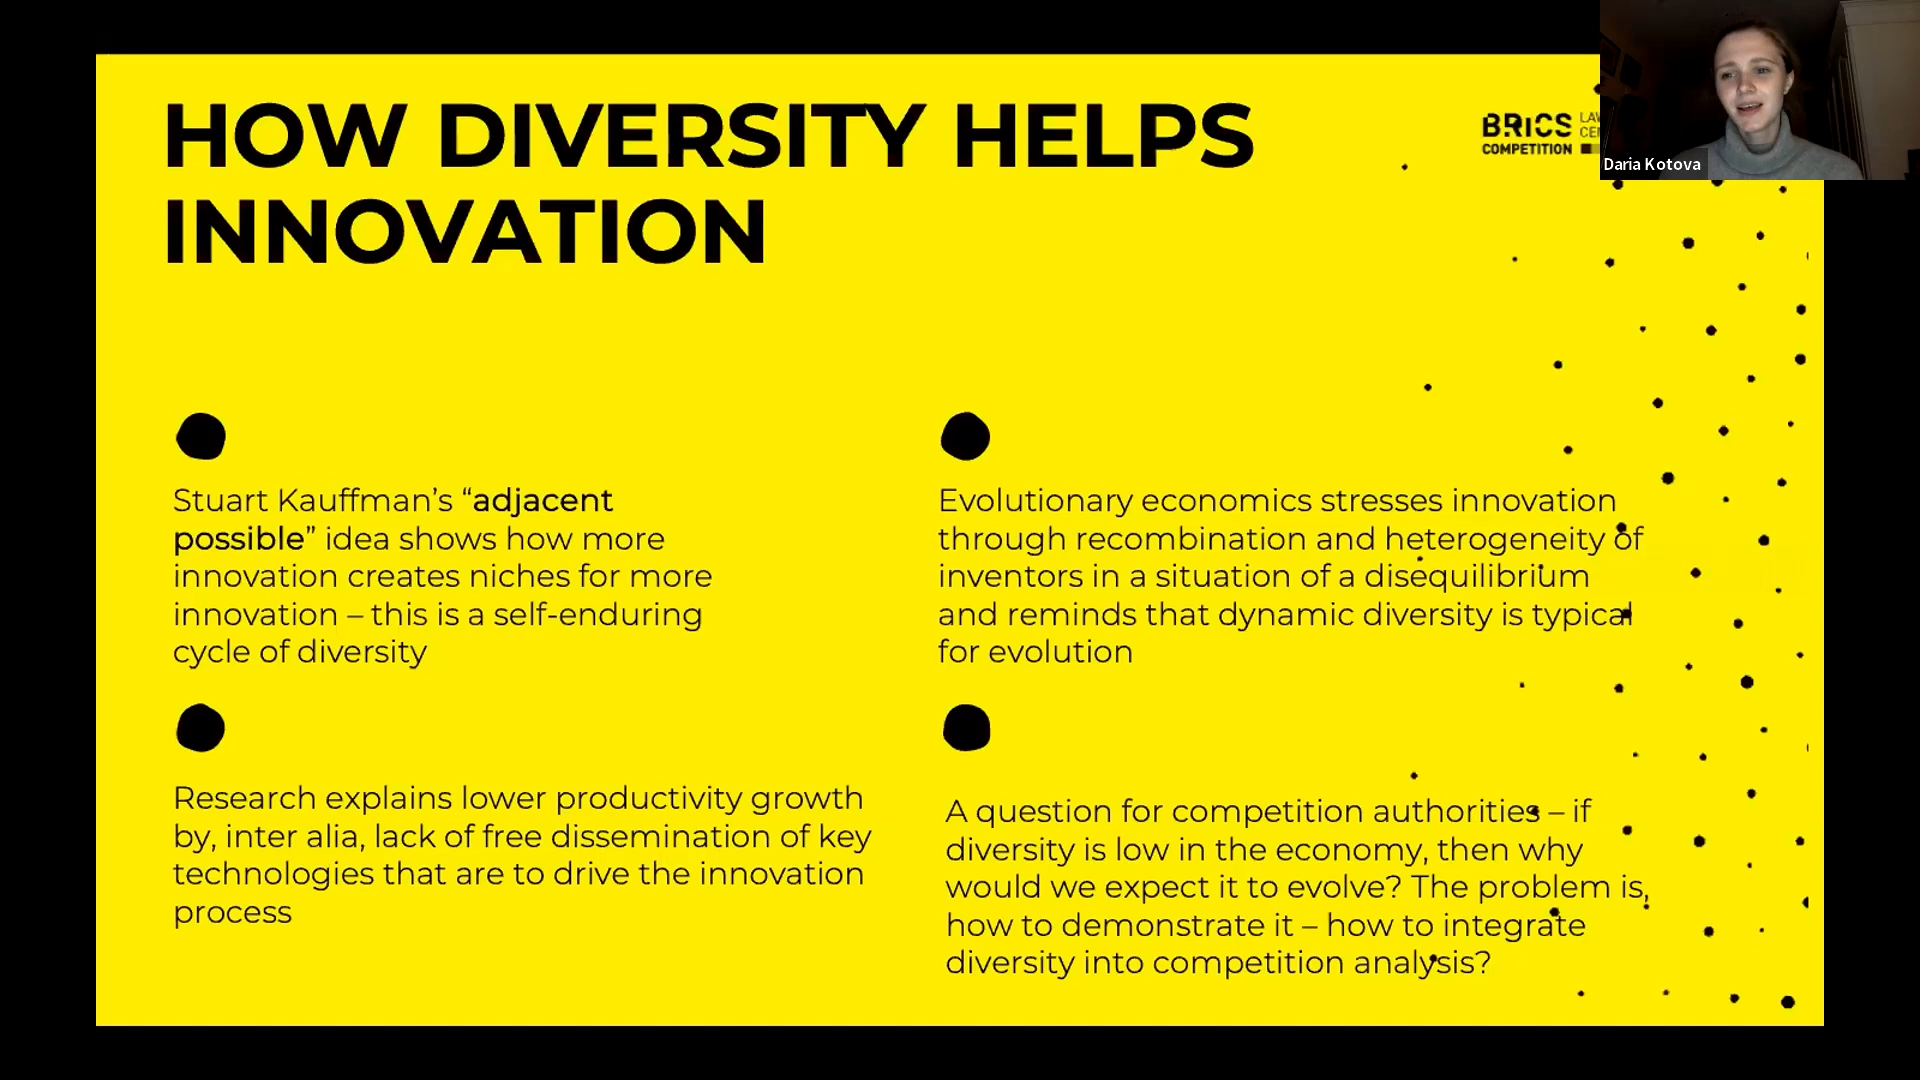 HOW DIVERSITY HELPS
INNOVATION
BRICS
COMPETITION
Daria Kotova
Stuart Kauffman’s “adjacent
possible” idea shows how more
innovation creates niches for more
innovation – this is a self-enduring
cycle of diversity
Evolutionary economics stresses innovation
through recombination and heterogeneity of
inventors in a situation of a disequilibrium
and reminds that dynamic diversity is typical
for evolution
Research explains lower productivity growth
by, inter alia, lack of free dissemination of key
technologies that are to drive the innovation
process
A question for competition authorities – if
diversity is low in the economy, then why
would we expect it to evolve? The problem is,
how to demonstrate it – how to integrate
diversity into competition analysis?